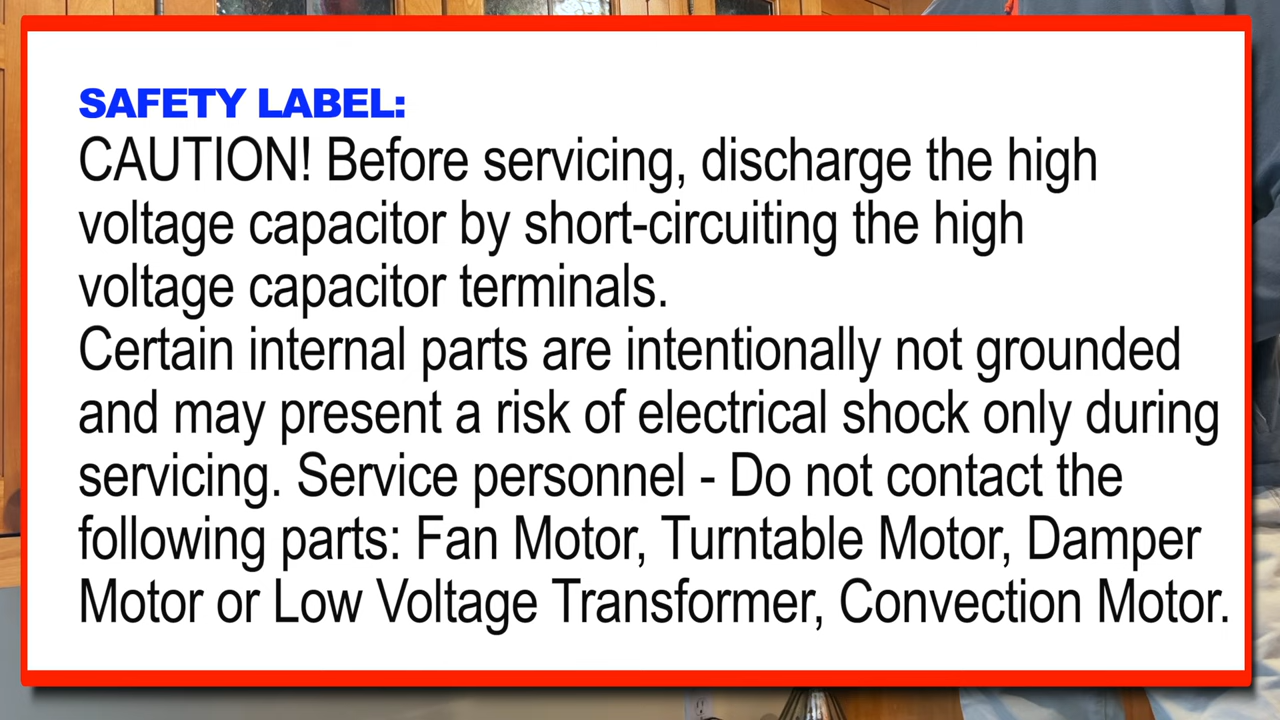 SAFETY LABEL:
CAUTION! Before servicing, discharge the high
voltage capacitor by short-circuiting the high
voltage capacitor terminals.
Certain internal parts are intentionally not grounded
and may present a risk of electrical shock only during
servicing. Service personnel - Do not contact the
following parts: Fan Motor, Turntable Motor, Damper
Motor or Low Voltage Transformer, Convection Motor.